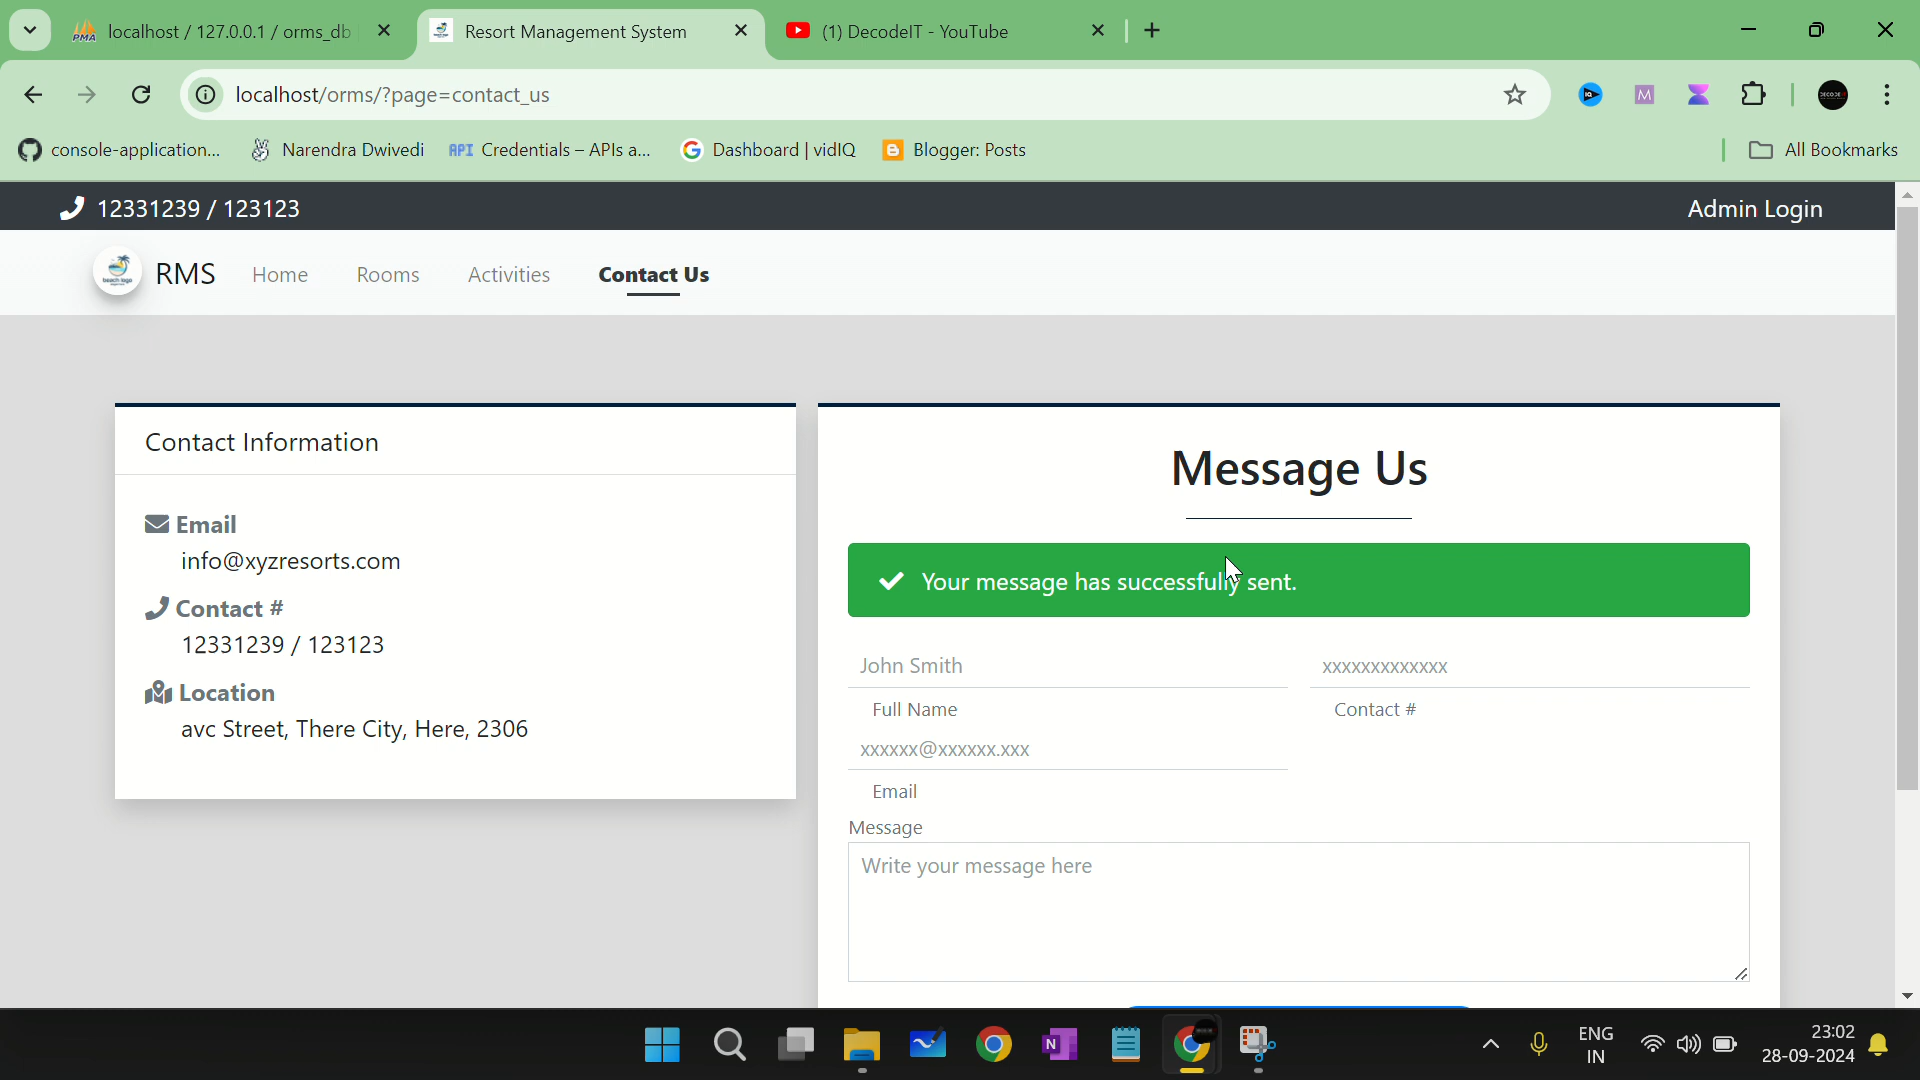 localhost / 127.0.0.1 / orms_db
Resort Management System
(1) DecodeIT - YouTube
localhost/orms/?page=contact_us
console-application...
Narendra Dwivedi
API Credentials – APIs a...
Dashboard | vidIQ
Blogger: Posts
All Bookmarks
12331239 / 123123
Admin Login
RMS
Home
Rooms
Activities
Contact Us
Contact Information
Email
info@xyzresorts.com
Contact #
12331239 / 123123
Location
avc Street, There City, Here, 2306
Message Us
Your message has successfully sent.
John Smith
xxxxxxxxxxxxx
Full Name
Contact #
xxxxxx@xxxxxx.xxx
Email
Message
Write your message here
ENG
IN
23:02
28-09-2024